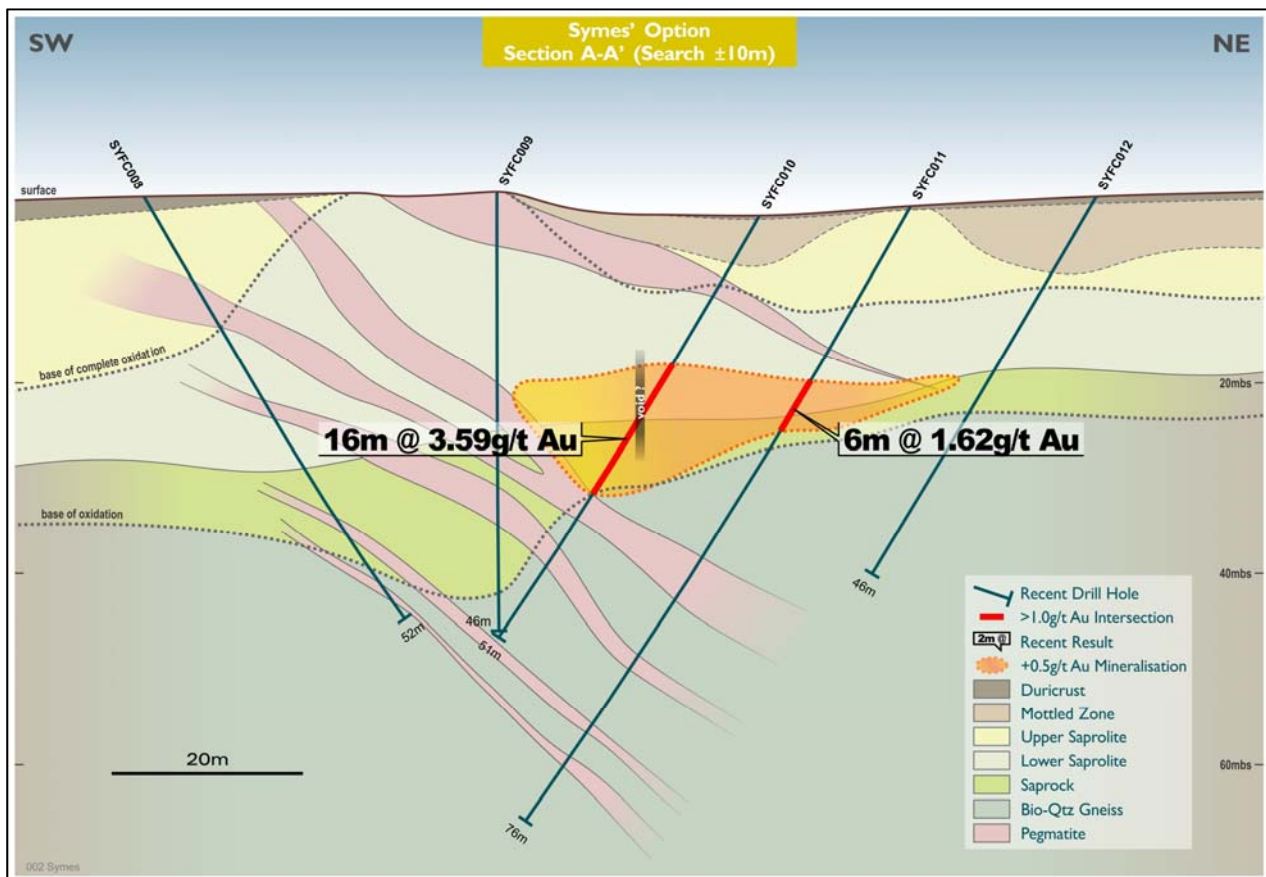 Symes' Option
Section A-A' (Search ±10m)
SW
NE
SYFC008
SYFC009
SYFC010
SYFC011
SYFC012
surface
base of complete oxidation
void ?
20mbs
16m @ 3.59g/t Au
6m @ 1.62g/t Au
base of oxidation
40mbs
46m
52m
46m
51m
20m
60mbs
76m
Recent Drill Hole
>1.0g/t Au Intersection
2m @
Recent Result
+0.5g/t Au Mineralisation
Duricrust
Mottled Zone
Upper Saprolite
Lower Saprolite
Saprock
Bio-Qtz Gneiss
Pegmatite
002 Symes